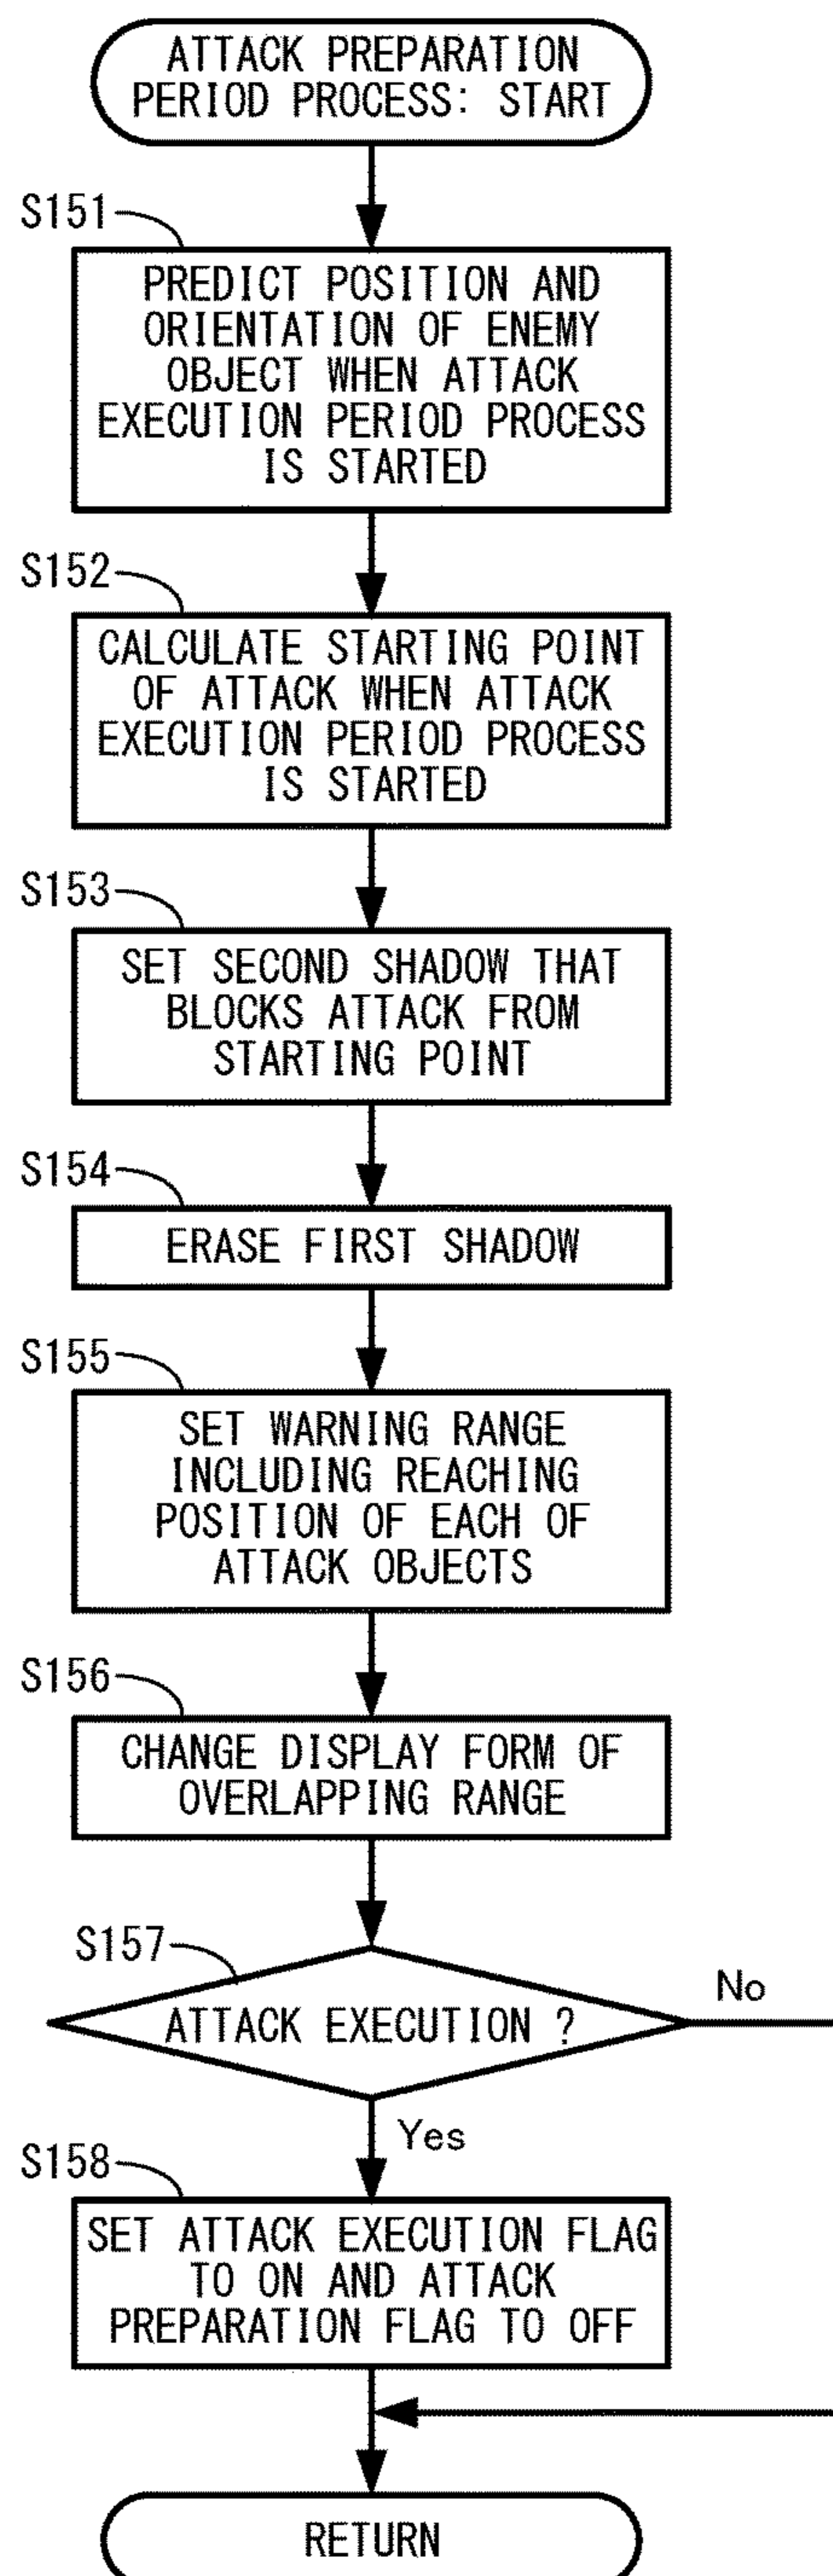 ATTACK PREPARATION
PERIOD PROCESS: START
S151
PREDICT POSITION AND
ORIENTATION OF ENEMY
OBJECT WHEN ATTACK
EXECUTION PERIOD PROCESS
IS STARTED
S152
CALCULATE STARTING POINT
OF ATTACK WHEN ATTACK
EXECUTION PERIOD PROCESS
IS STARTED
S153
SET SECOND SHADOW THAT
BLOCKS ATTACK FROM
STARTING POINT
S154
ERASE FIRST SHADOW
S155
SET WARNING RANGE
INCLUDING REACHING
POSITION OF EACH OF
ATTACK OBJECTS
S156
CHANGE DISPLAY FORM OF
OVERLAPPING RANGE
S157
ATTACK EXECUTION ?
No
Yes
S158
SET ATTACK EXECUTION FLAG
TO ON AND ATTACK
PREPARATION FLAG TO OFF
RETURN